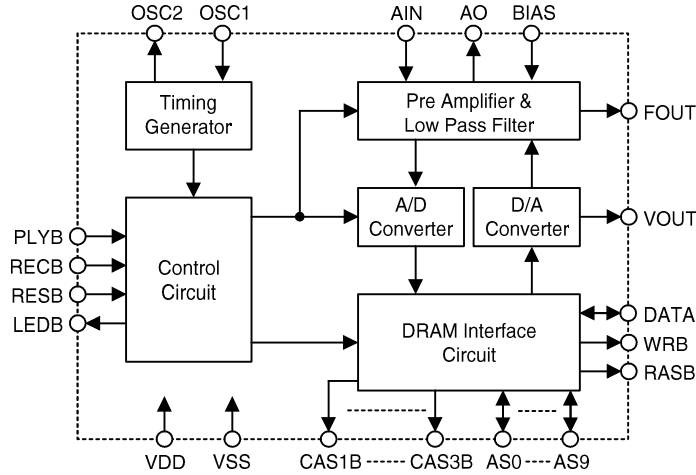 OSC2 OSC1 AIN AO BIAS
Timing
Generator
Pre Amplifier &
Low Pass Filter
FOUT
A/D
Converter
D/A
Converter
VOUT
PLYB
RECB
RESB
LEDB
Control
Circuit
DRAM Interface
Circuit
DATA
WRB
RASB
VDD VSS CAS1B CAS3B AS0 AS9